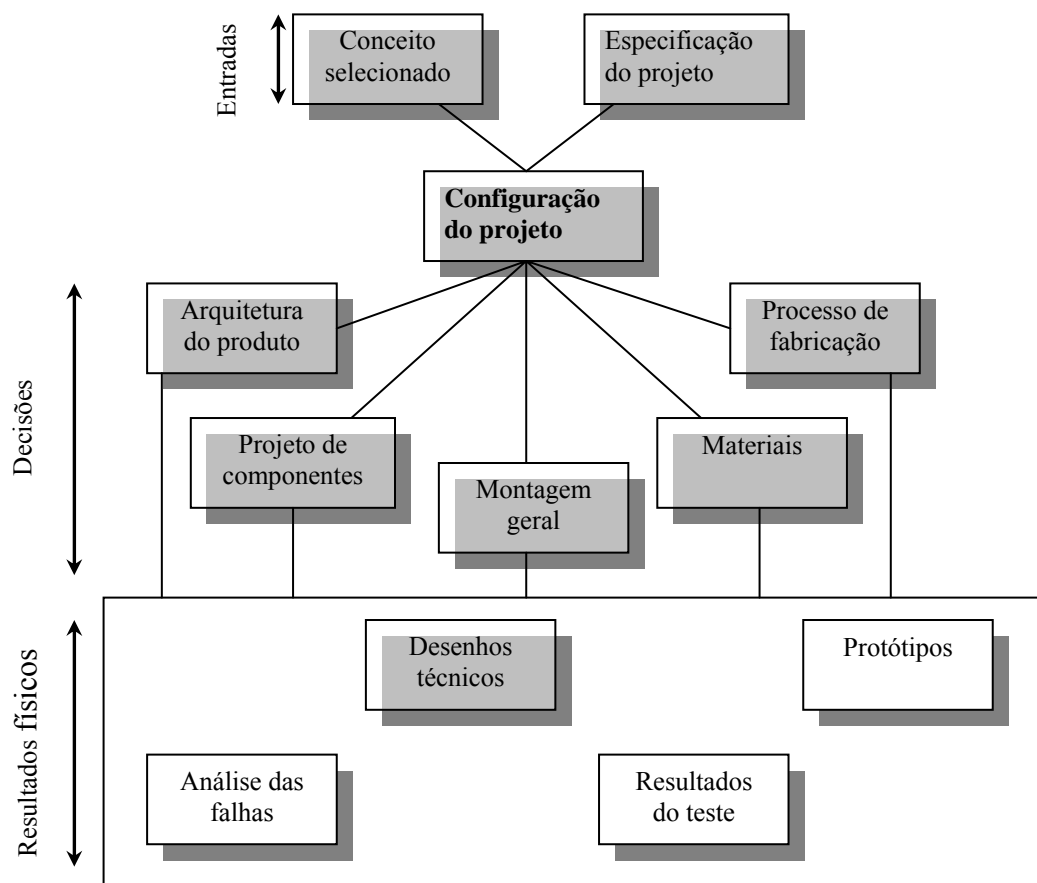 Entradas
Conceito
selecionado
Especificação
do projeto
Configuração
do projeto
Decisões
Arquitetura
do produto
Processo de
fabricação
Projeto de
componentes
Materiais
Montagem
geral
Resultados físicos
Desenhos
técnicos
Protótipos
Análise das
falhas
Resultados
do teste